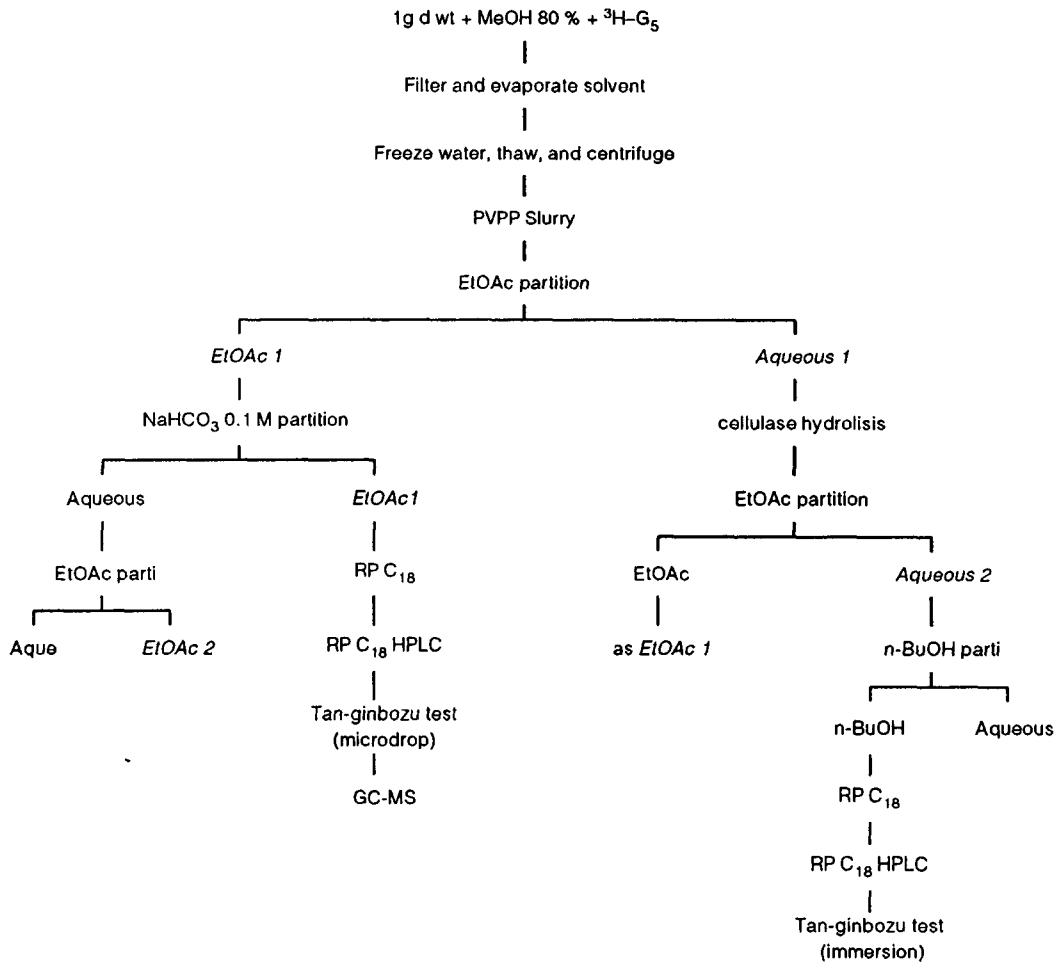 1g d wt + MeOH 80 % + ³H–G₅
Filter and evaporate solvent
Freeze water, thaw, and centrifuge
PVPP Slurry
EtOAc partition
EtOAc 1
Aqueous 1
NaHCO₃ 0.1 M partition
cellulase hydrolisis
Aqueous
EtOAc1
EtOAc partition
EtOAc parti
RP C₁₈
EtOAc
Aqueous 2
Aque
EtOAc 2
RP C₁₈ HPLC
as EtOAc 1
n-BuOH parti
Tan-ginbozu test
(microdrop)
n-BuOH
Aqueous
GC-MS
RP C₁₈
RP C₁₈ HPLC
Tan-ginbozu test
(immersion)